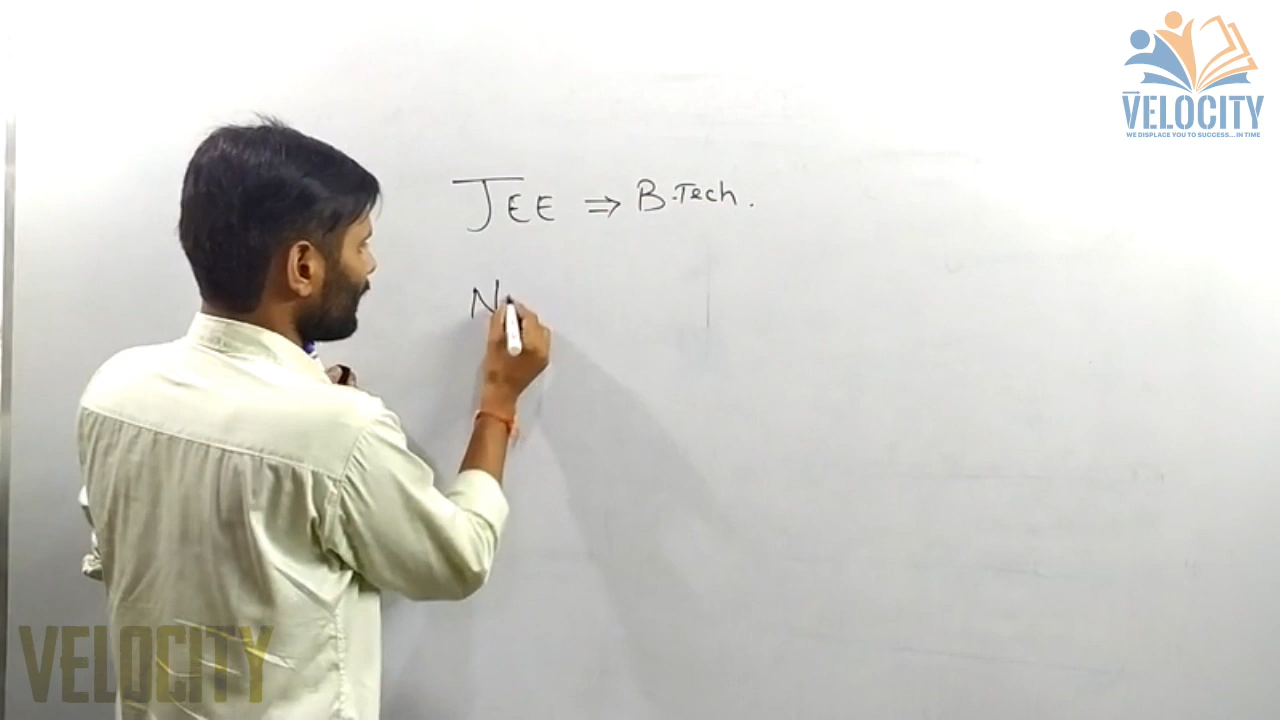 VELOCITY
WE DISPLACE YOU TO SUCCESS... IN TIME
JEE ⇒ B.Tech.
N
VELOCITY